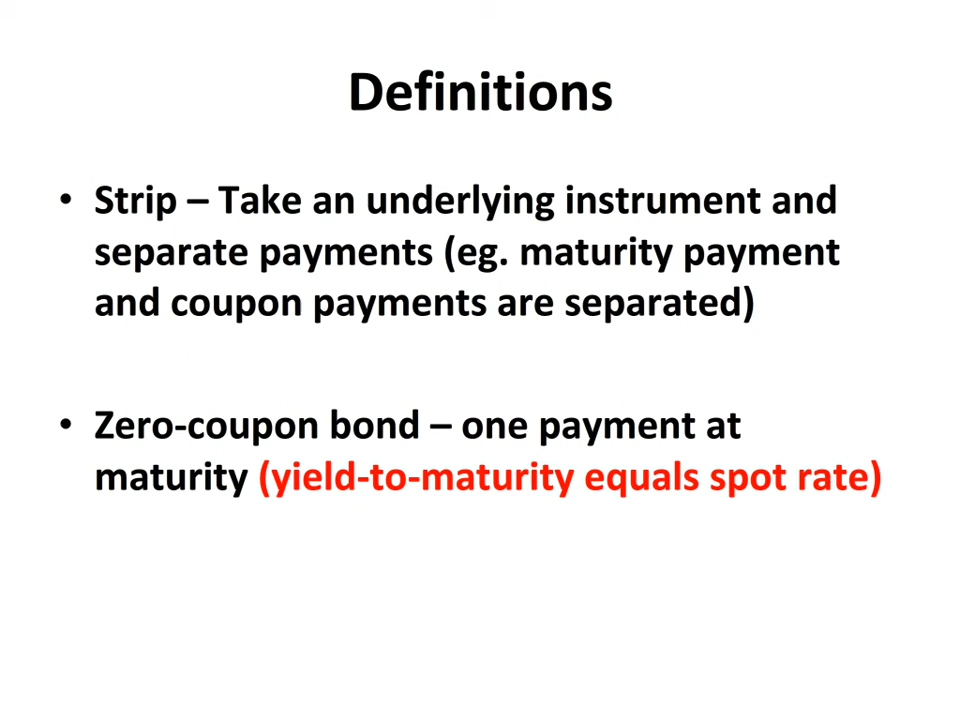 Definitions
• Strip – Take an underlying instrument and
separate payments (eg. maturity payment
and coupon payments are separated)
• Zero-coupon bond – one payment at
maturity (yield-to-maturity equals spot rate)